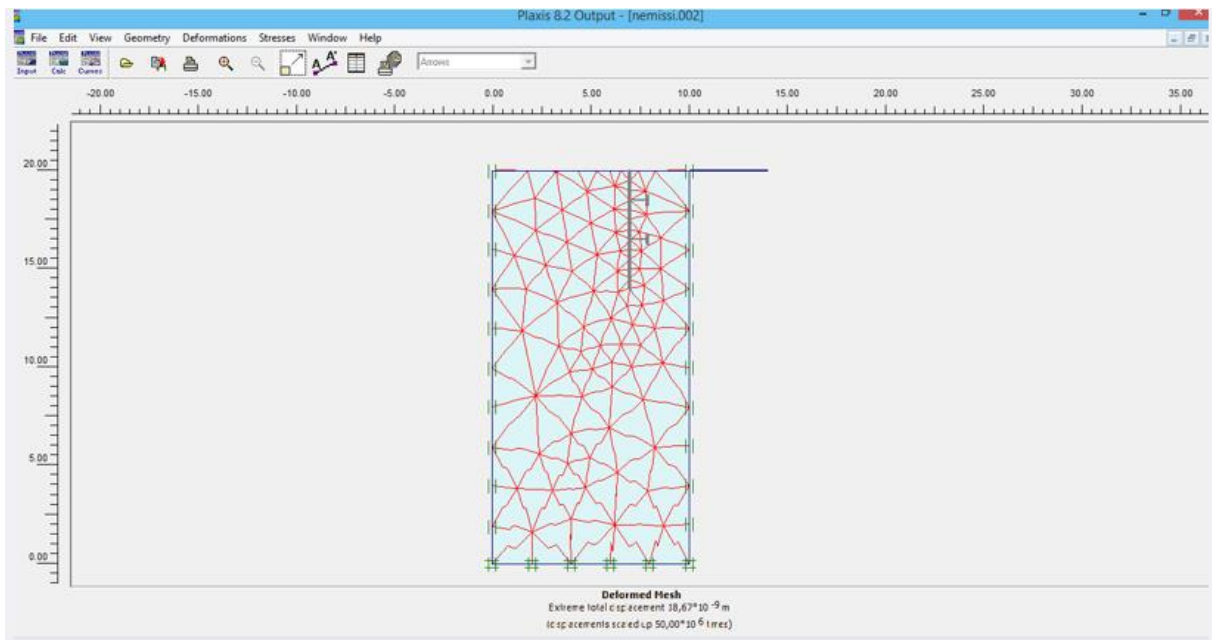 Plaxis 8.2 Output - [nemissi.002]
File Edit View Geometry Deformations Stresses Window Help
Input Calc Curves Arrows
-20.00 -15.00 -10.00 -5.00 0.00 5.00 10.00 15.00 20.00 25.00 30.00 35.00
20.00
15.00
10.00
5.00
0.00
Deformed Mesh
Extreme total displacement 38,67*10 -9 m
(displacements scaled up 50,00*10 6 times)